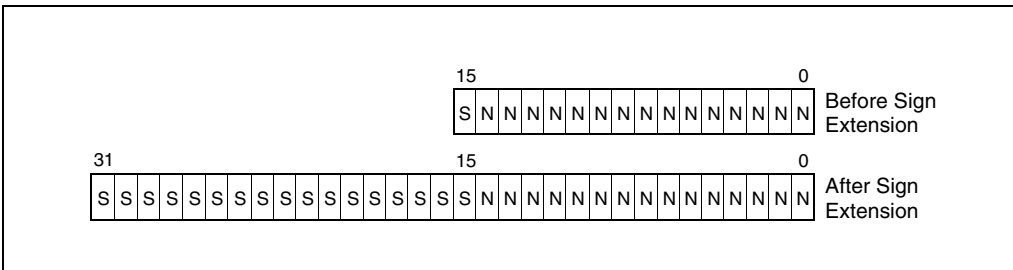 15 0
S N N N N N N N N N N N N N N N
Before Sign
Extension
31 15 0
S S S S S S S S S S S S S S S S S N N N N N N N N N N N N N N N
After Sign
Extension